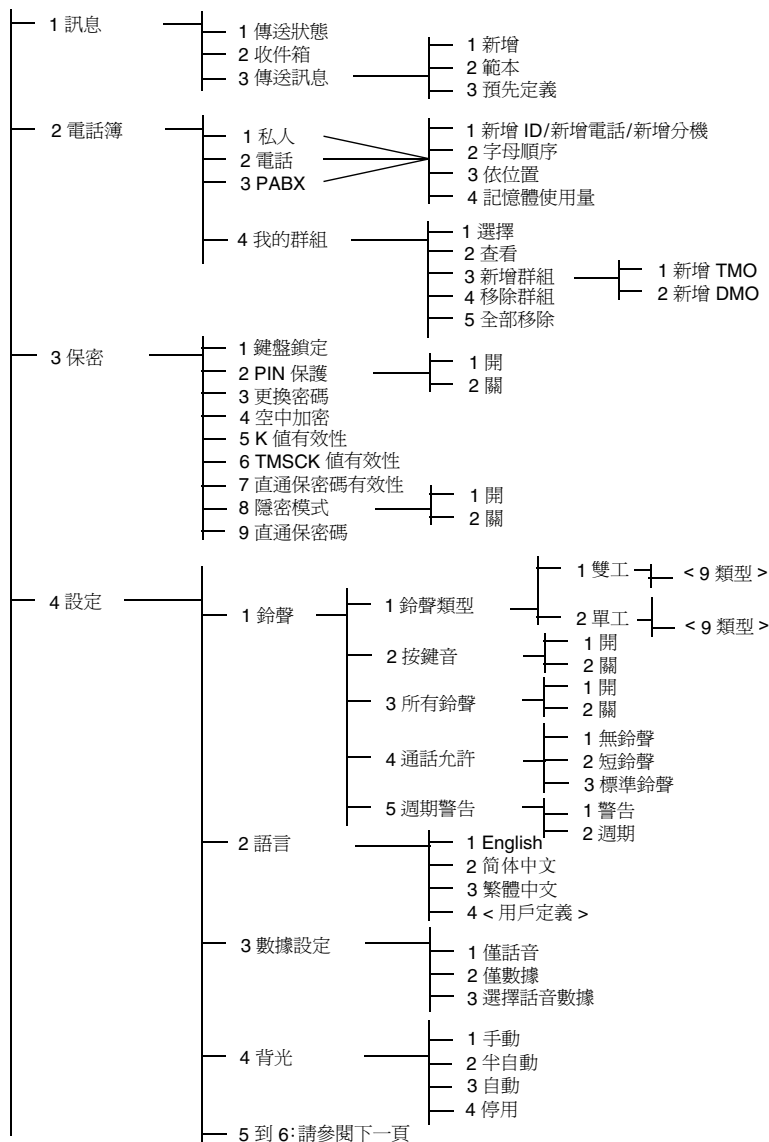 1 訊息
1 傳送狀態
2 收件箱
3 傳送訊息
1 新增
2 範本
3 預先定義
2 電話簿
1 私人
2 電話
3 PABX
1 新增 ID/新增電話/新增分機
2 字母順序
3 依位置
4 記憶體使用量
4 我的群組
1 選擇
2 查看
3 新增群組
4 移除群組
5 全部移除
1 新增 TMO
2 新增 DMO
3 保密
1 鍵盤鎖定
2 PIN 保護
3 更換密碼
4 空中加密
5 K 值有效性
6 TMSCK 值有效性
7 直通保密碼有效性
8 隱密模式
9 直通保密碼
1 開
2 關
1 開
2 關
4 設定
1 鈴聲
1 鈴聲類型
1 雙工
< 9 類型 >
2 單工
< 9 類型 >
2 按鍵音
1 開
2 關
3 所有鈴聲
1 開
2 關
4 通話允許
1 無鈴聲
2 短鈴聲
3 標準鈴聲
5 週期警告
1 警告
2 週期
2 語言
1 English
2 简体中文
3 繁體中文
4 < 用戶定義 >
3 數據設定
1 僅話音
2 僅數據
3 選擇話音數據
4 背光
1 手動
2 半自動
3 自動
4 停用
5 到 6:請參閱下一頁